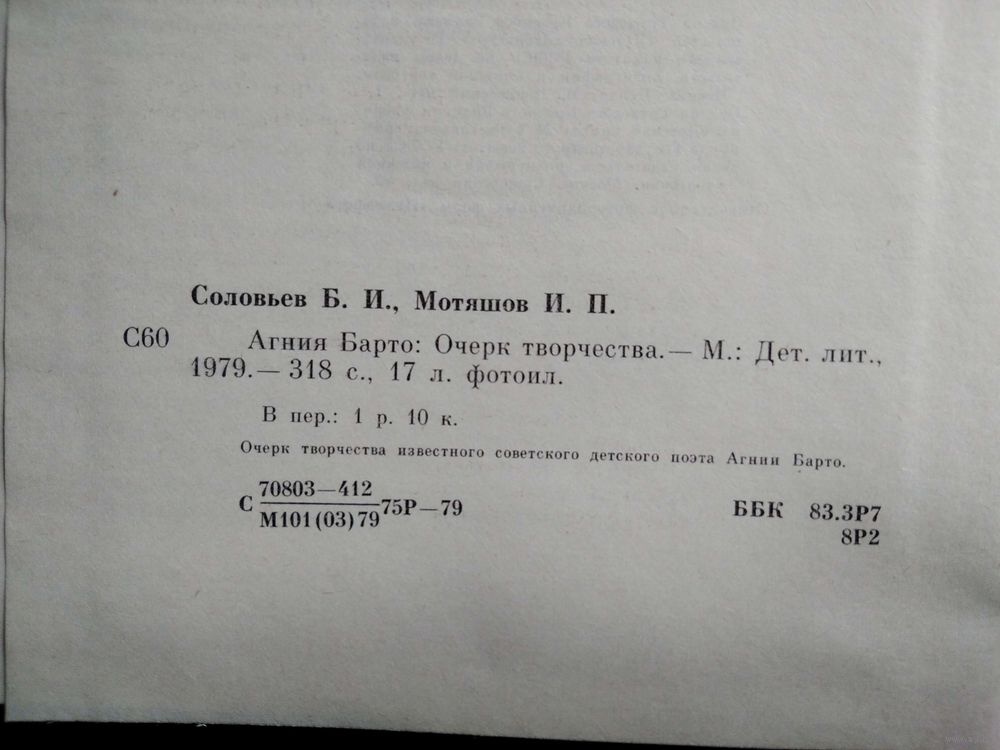 Соловьев Б. И., Мотяшов И. П.
С60 Агния Барто: Очерк творчества.— М.: Дет. лит.,
1979.— 318 с., 17 л. фотоил.
В пер.: 1 р. 10 к.
Очерк творчества известного советского детского поэта Агнии Барто.
70803—412
С 75Р—79 ББК 83.3Р7
М101(03)79
8Р2